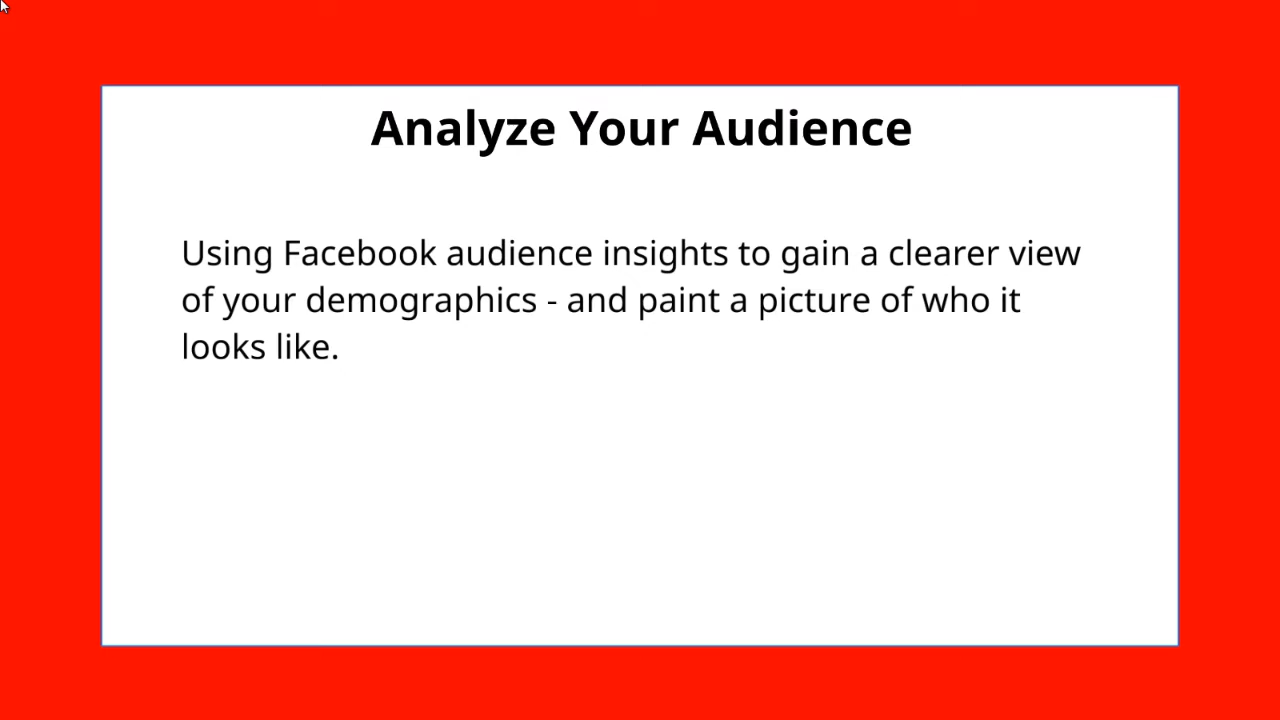 Analyze Your Audience
Using Facebook audience insights to gain a clearer view
of your demographics - and paint a picture of who it
looks like.